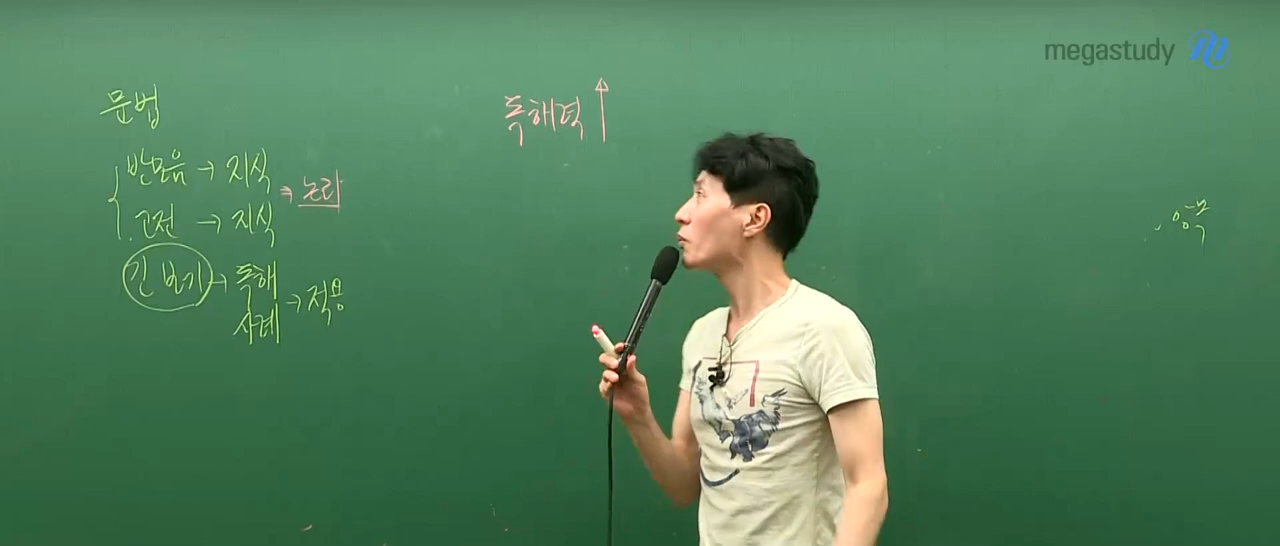 megastudy
문법
독해력 ↑
반모음 → 지식 → 논리
고전 → 지식
긴 보기 → 독해
사례 → 적용